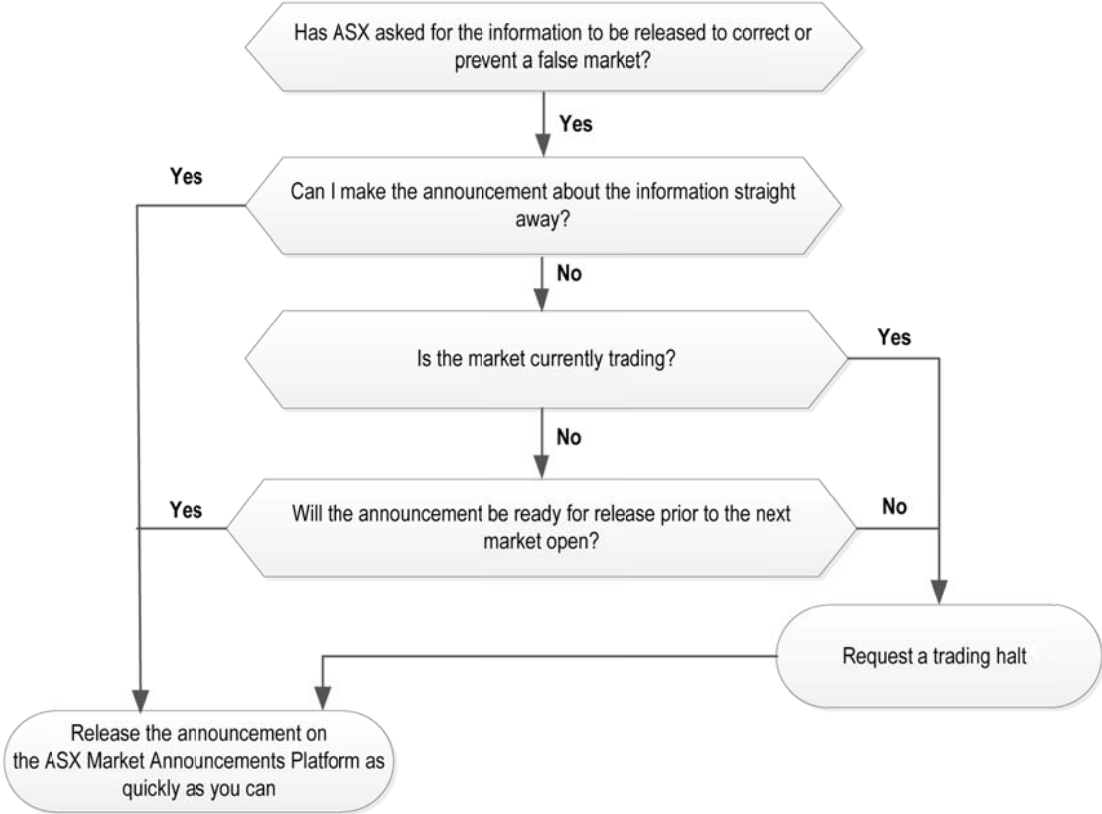 Has ASX asked for the information to be released to correct or
prevent a false market?
Yes
Yes
Can I make the announcement about the information straight
away?
No
Is the market currently trading?
Yes
No
Yes
Will the announcement be ready for release prior to the next
market open?
No
Request a trading halt
Release the announcement on
the ASX Market Announcements Platform as
quickly as you can